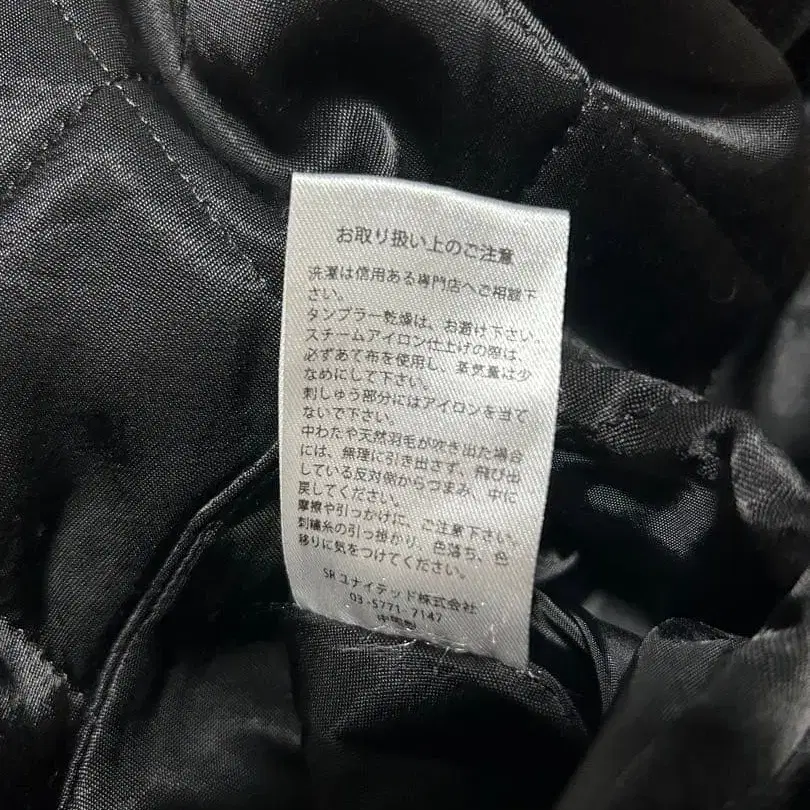 お取り扱い上のご注意
洗濯は信用ある専門店へご相談下
さい。
タンブラー乾燥は、お避け下さい。
スチームアイロン仕上げの際は、
必ずあて布を使用し、蒸気量は少
なめにして下さい。
刺しゅう部分にはアイロンを当て
ないで下さい。
中わたや天然羽毛が吹き出た場合
には、無理に引き出さず、飛び出
している反対側からつまみ、中に
戻してください。
摩擦や引っかけに、ご注意下さい。
刺繍糸の引っ掛かり、色落ち、色
移りに気をつけてください。
SRユナイテッド株式会社
03-5771-7147
中国製